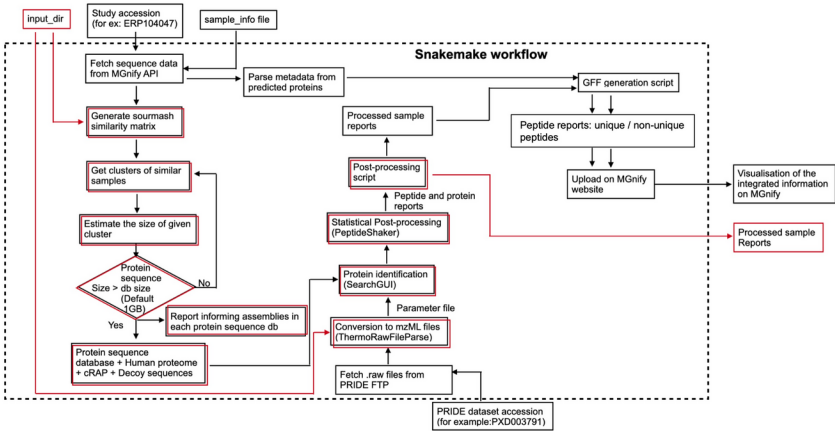 input_dir
Study accession
(for ex: ERP104047)
sample_info file
Snakemake workflow
Fetch sequence data
from MGnify API
Parse metadata from
predicted proteins
GFF generation script
Generate sourmash
similarity matrix
Processed sample
reports
Peptide reports: unique / non-unique
peptides
Get clusters of similar
samples
Post-processing
script
Upload on MGnify
website
Visualisation of the
integrated information
on MGnify
Peptide and protein
reports
Estimate the size of given
cluster
Statistical Post-processing
(PeptideShaker)
Processed sample
Reports
Protein
sequence
Size > db size
(Default
1GB)
No
Protein identification
(SearchGUI)
Parameter file
Yes
Report informing assemblies in
each protein sequence db
Conversion to mzML files
(ThermoRawFileParse)
Protein sequence
database + Human proteome
+ cRAP + Decoy sequences
Fetch .raw files from
PRIDE FTP
PRIDE dataset accession
(for example:PXD003791)